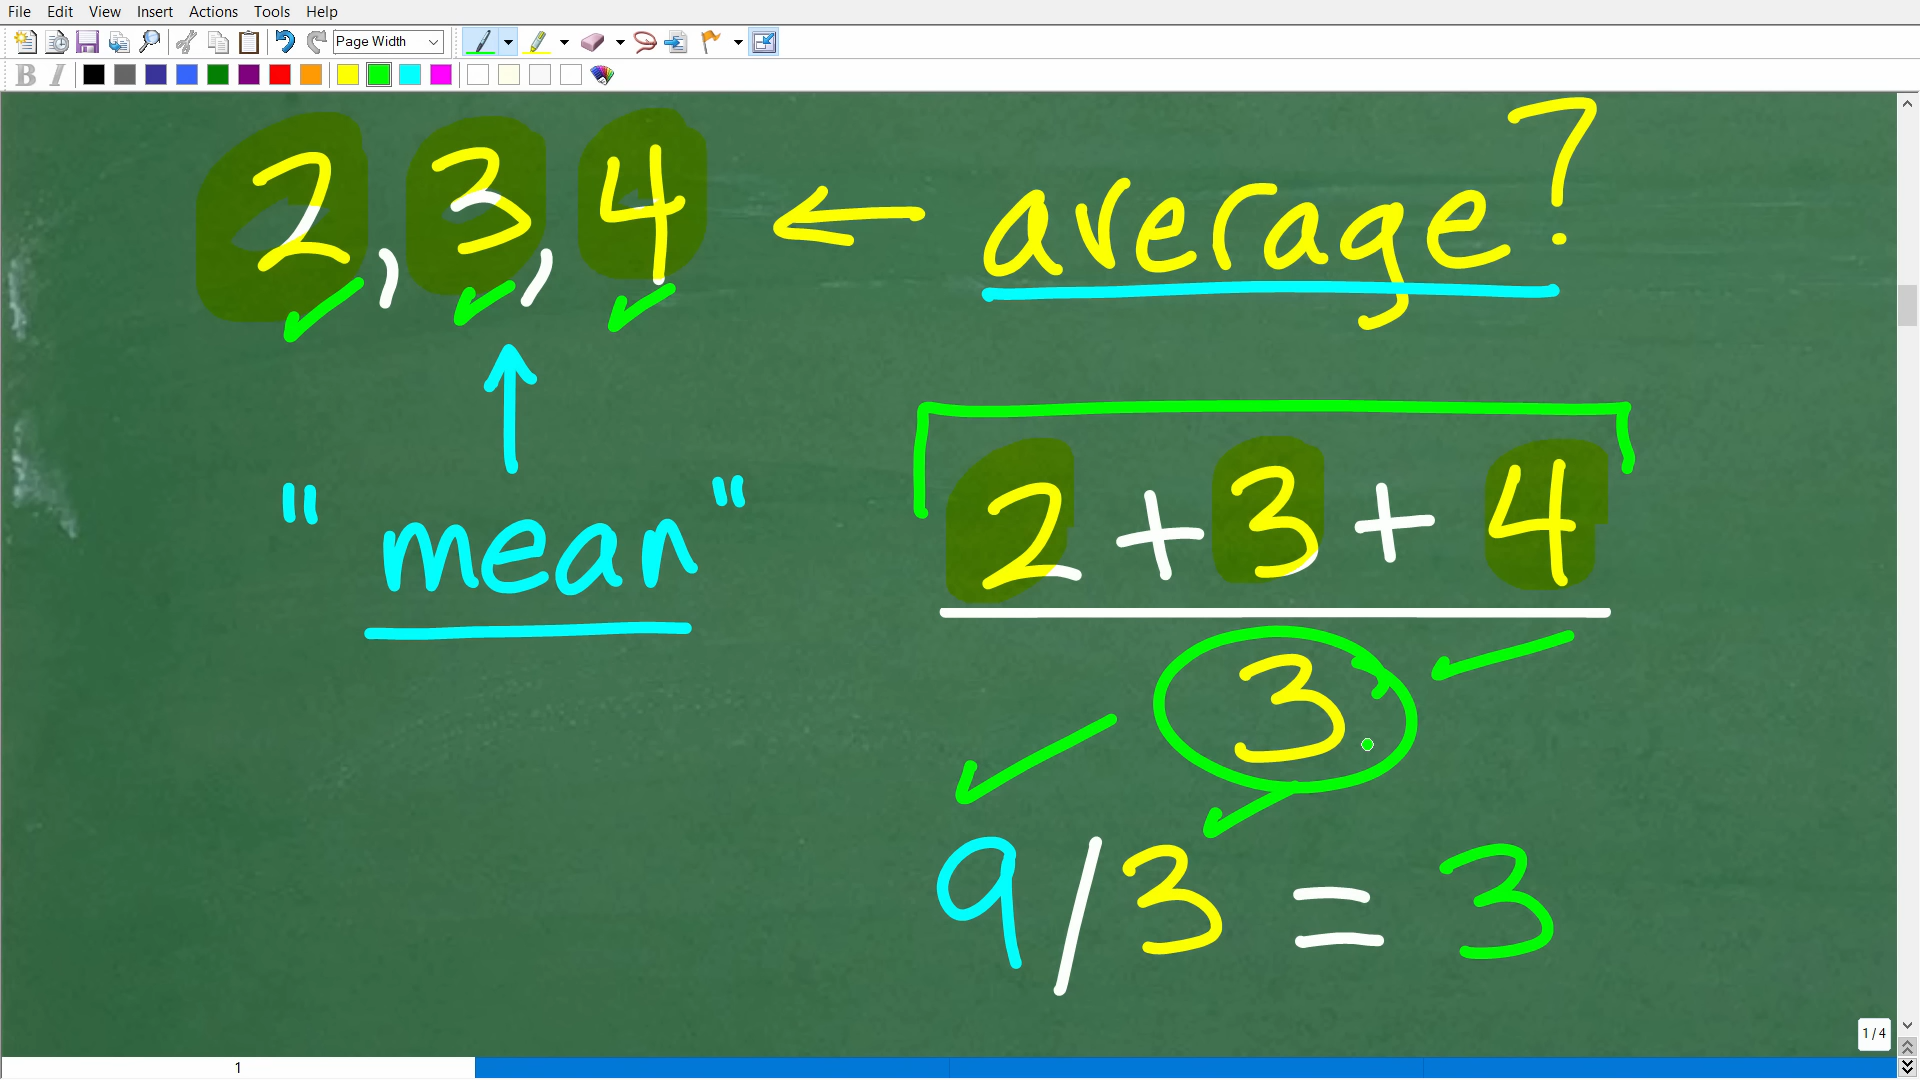 File Edit View Insert Actions Tools Help
Page Width
B I
2, 3, 4 ← average?
"mean"
2 + 3 + 4
3
9/3 = 3
1 / 4
1